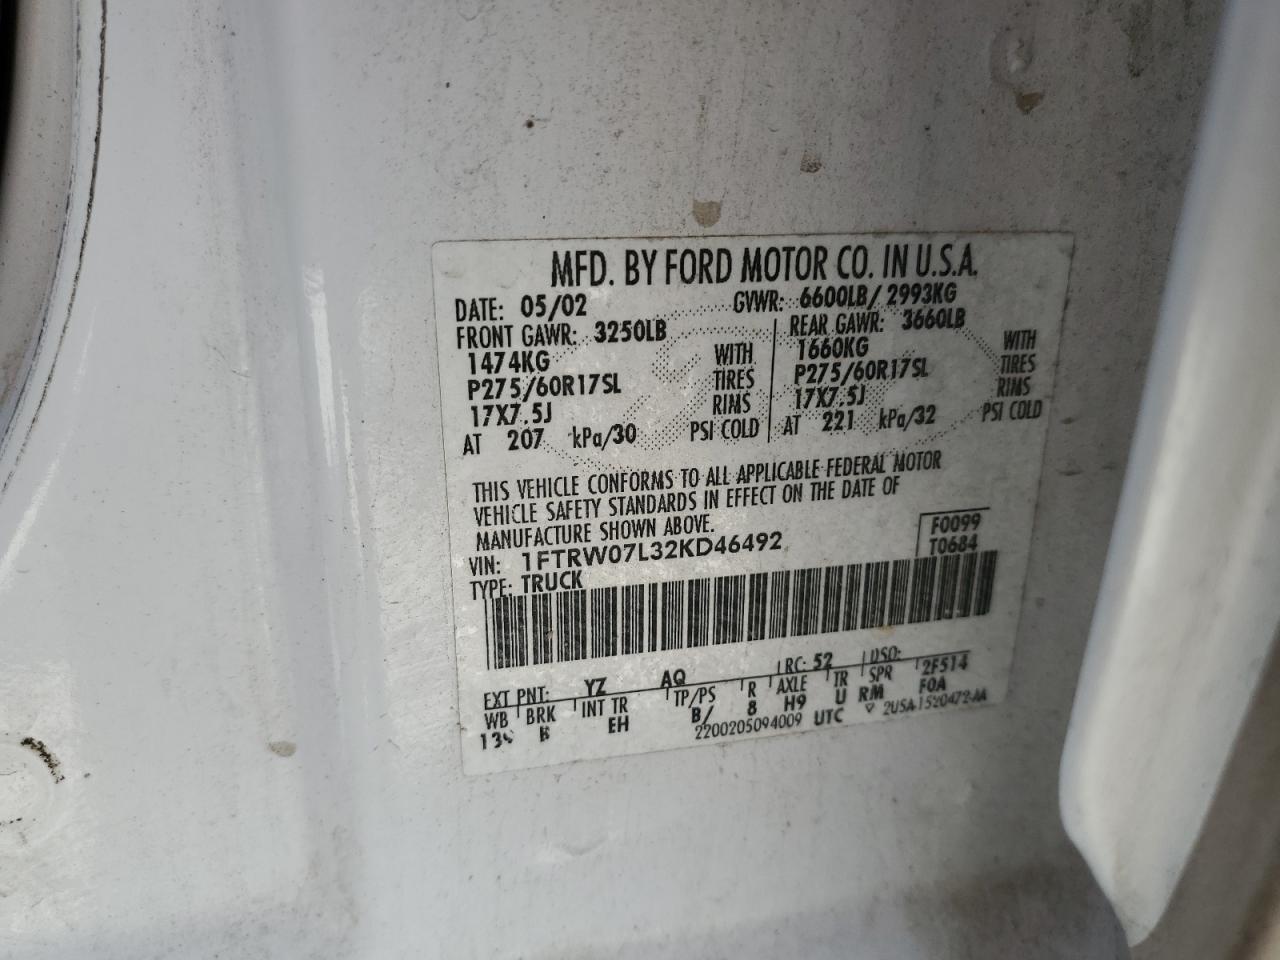 MFD. BY FORD MOTOR CO. IN U.S.A.
DATE: 05/02 GVWR: 6600LB/ 2993KG
FRONT GAWR: 3250LB REAR GAWR: 3660LB
1474KG WITH 1660KG WITH
P275/60R17SL TIRES P275/60R17SL TIRES
17X7.5J RIMS 17X7.5J RIMS
AT 207 kPa/30 PSI COLD AT 221 kPa/32 PSI COLD
THIS VEHICLE CONFORMS TO ALL APPLICABLE FEDERAL MOTOR
VEHICLE SAFETY STANDARDS IN EFFECT ON THE DATE OF
MANUFACTURE SHOWN ABOVE.
F0099
VIN: 1FTRW07L32KD46492 T0684
TYPE: TRUCK
EXT PNT: YZ AQ RC: 52 DSO:
WB BRK INT TR TP/PS R AXLE TR SPR 2F514
B EH B/ 8 H9 U RM F0A
2200205094009 UTC